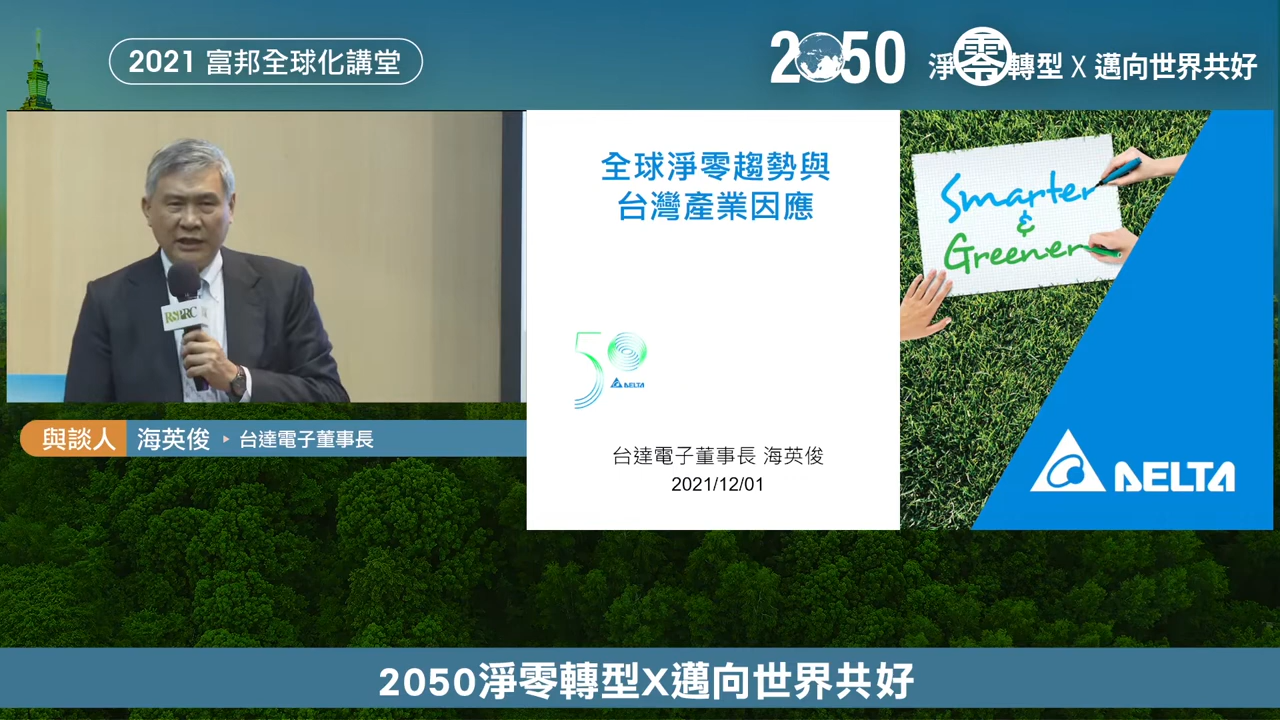 2021 富邦全球化講堂
2050 淨零轉型 X 邁向世界共好
全球淨零趨勢與
台灣產業因應
Smarter
&
Greener
RSPRC
50
DELTA
DELTA
與談人 海英俊 台達電子董事長
台達電子董事長 海英俊
2021/12/01
2050淨零轉型X邁向世界共好